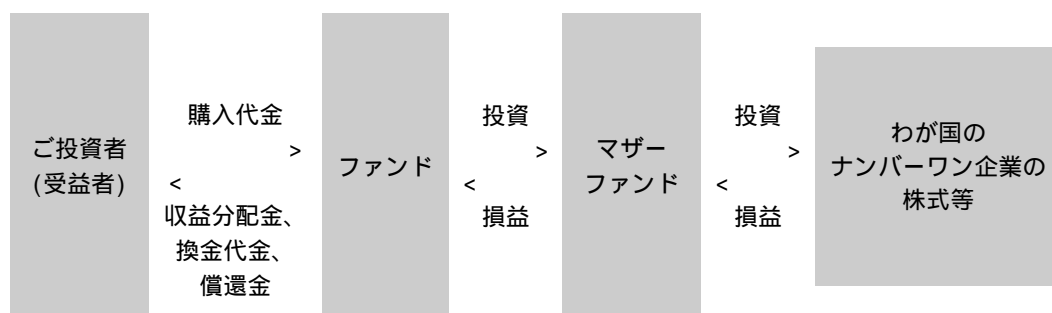 ご投資者
(受益者)
購入代金
>
<
収益分配金、
換金代金、
償還金
ファンド
投資
>
<
損益
マザー
ファンド
投資
>
<
損益
わが国の
ナンバーワン企業の
株式等